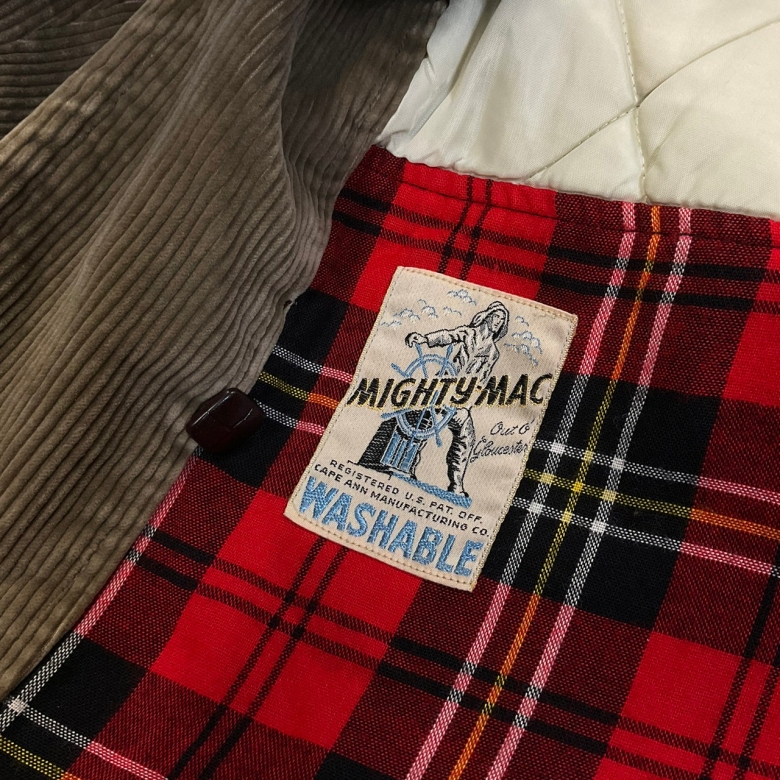 MIGHTY-MAC
Out O'
Gloucester
REGISTERED U.S. PAT. OFF.
CAPE ANN MANUFACTURING CO.
WASHABLE